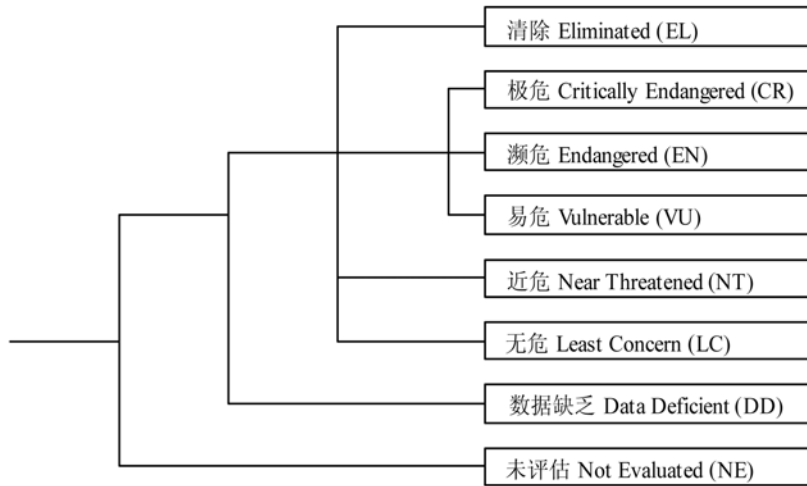 清除 Eliminated (EL)
极危 Critically Endangered (CR)
濒危 Endangered (EN)
易危 Vulnerable (VU)
近危 Near Threatened (NT)
无危 Least Concern (LC)
数据缺乏 Data Deficient (DD)
未评估 Not Evaluated (NE)